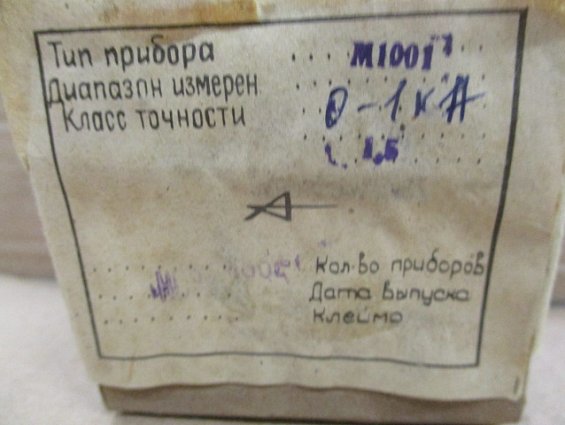 Тип прибора М1001
Диапазон измерен 0-1кА
Класс точности 1.5
Кол-во приборов
Дата выпуска
Клеймо